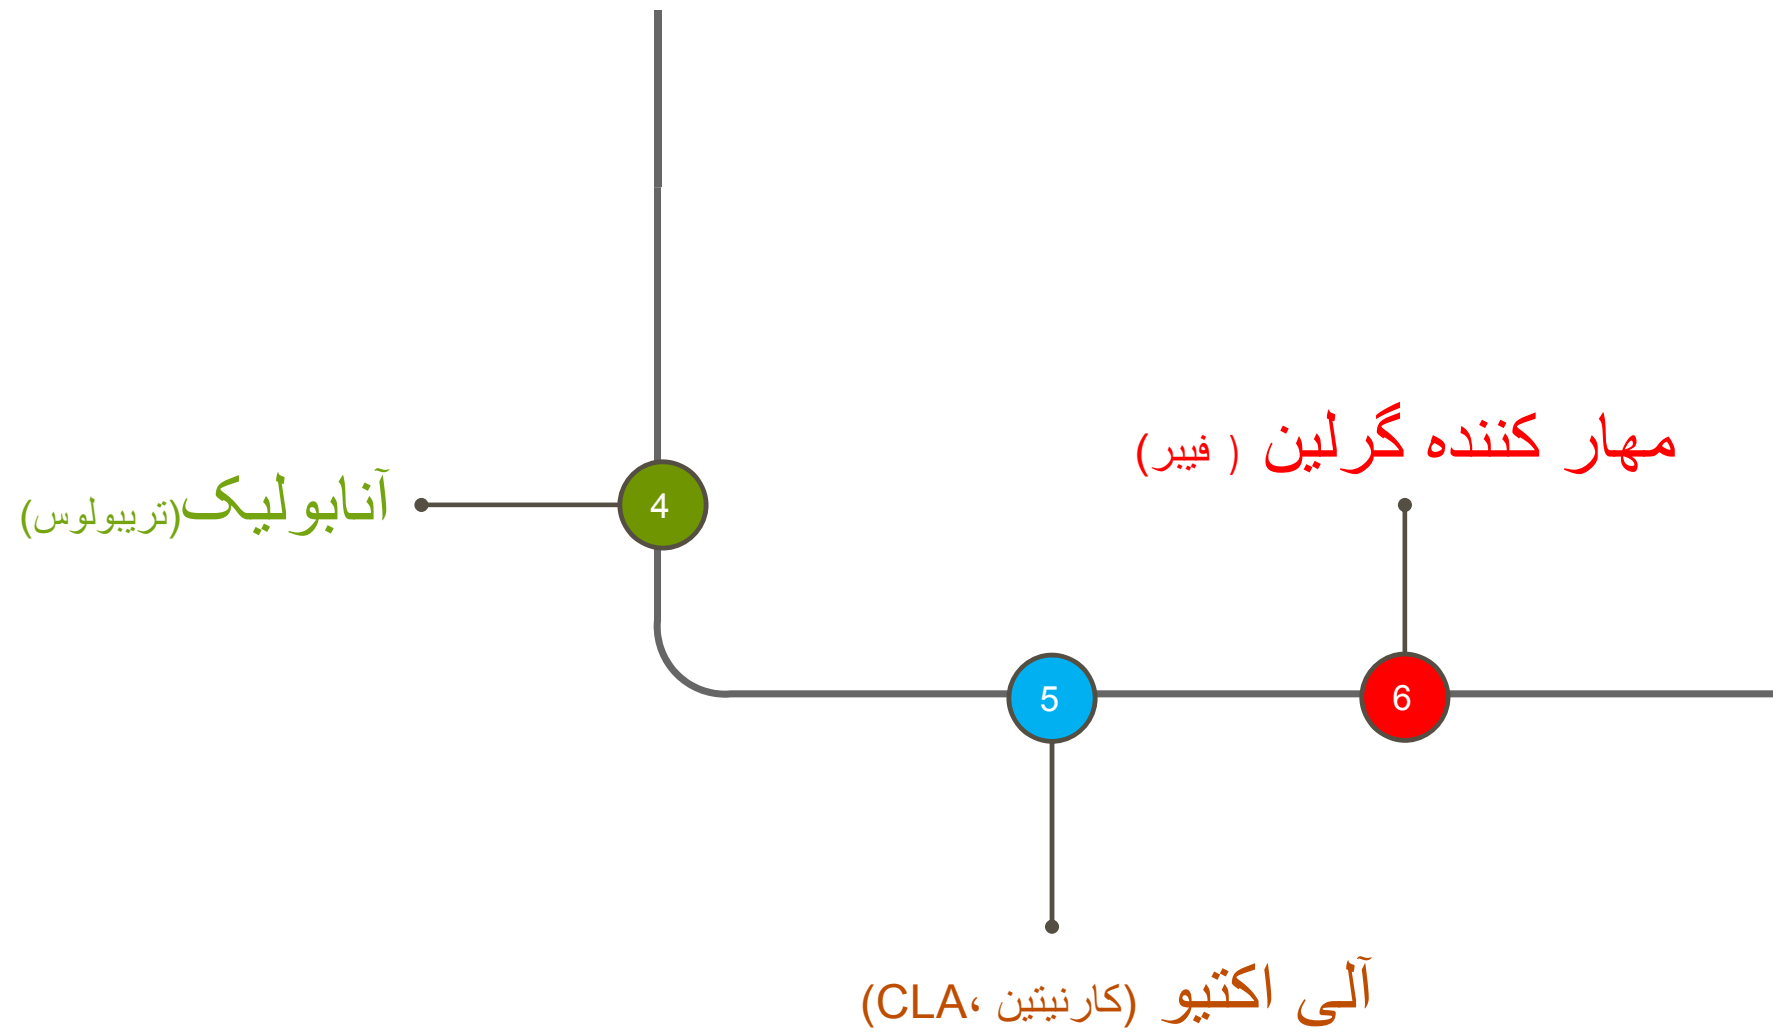 مهار کننده گرلین ( فیبر)
آنابولیک(تریبولوس)
4
5
6
آلی اکتیو (کارنیتین ،CLA)